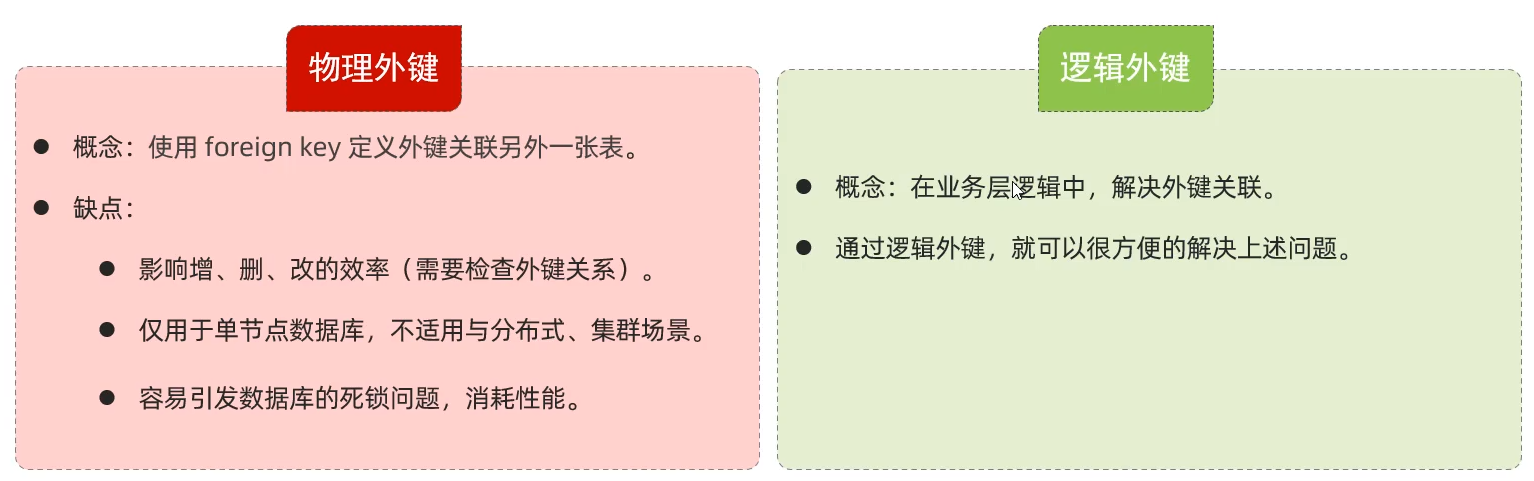 物理外键
概念：使用 foreign key 定义外键关联另外一张表。
缺点：
影响增、删、改的效率（需要检查外键关系）。
仅用于单节点数据库，不适用与分布式、集群场景。
容易引发数据库的死锁问题，消耗性能。
逻辑外键
概念：在业务层逻辑中，解决外键关联。
通过逻辑外键，就可以很方便的解决上述问题。